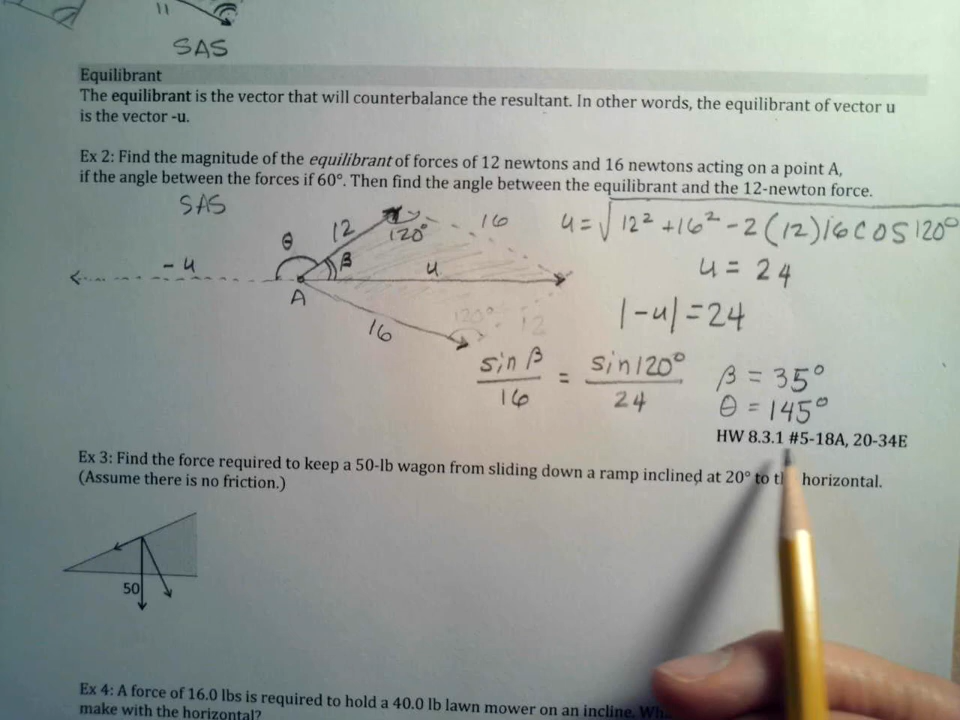 11
SAS
Equilibrant
The equilibrant is the vector that will counterbalance the resultant. In other words, the equilibrant of vector u
is the vector -u.
Ex 2: Find the magnitude of the equilibrant of forces of 12 newtons and 16 newtons acting on a point A,
if the angle between the forces if 60°. Then find the angle between the equilibrant and the 12-newton force.
SAS
θ 12 120° 16
u = √12² + 16² - 2(12)16 COS 120°
-u β u
A
16 120° 12
u = 24
|-u| = 24
sin β / 16 = sin 120° / 24
β = 35°
θ = 145°
HW 8.3.1 #5-18A, 20-34E
Ex 3: Find the force required to keep a 50-lb wagon from sliding down a ramp inclined at 20° to horizontal.
(Assume there is no friction.)
50
Ex 4: A force of 16.0 lbs is required to hold a 40.0 lb lawn mower on an incline.
make with the horizontal?